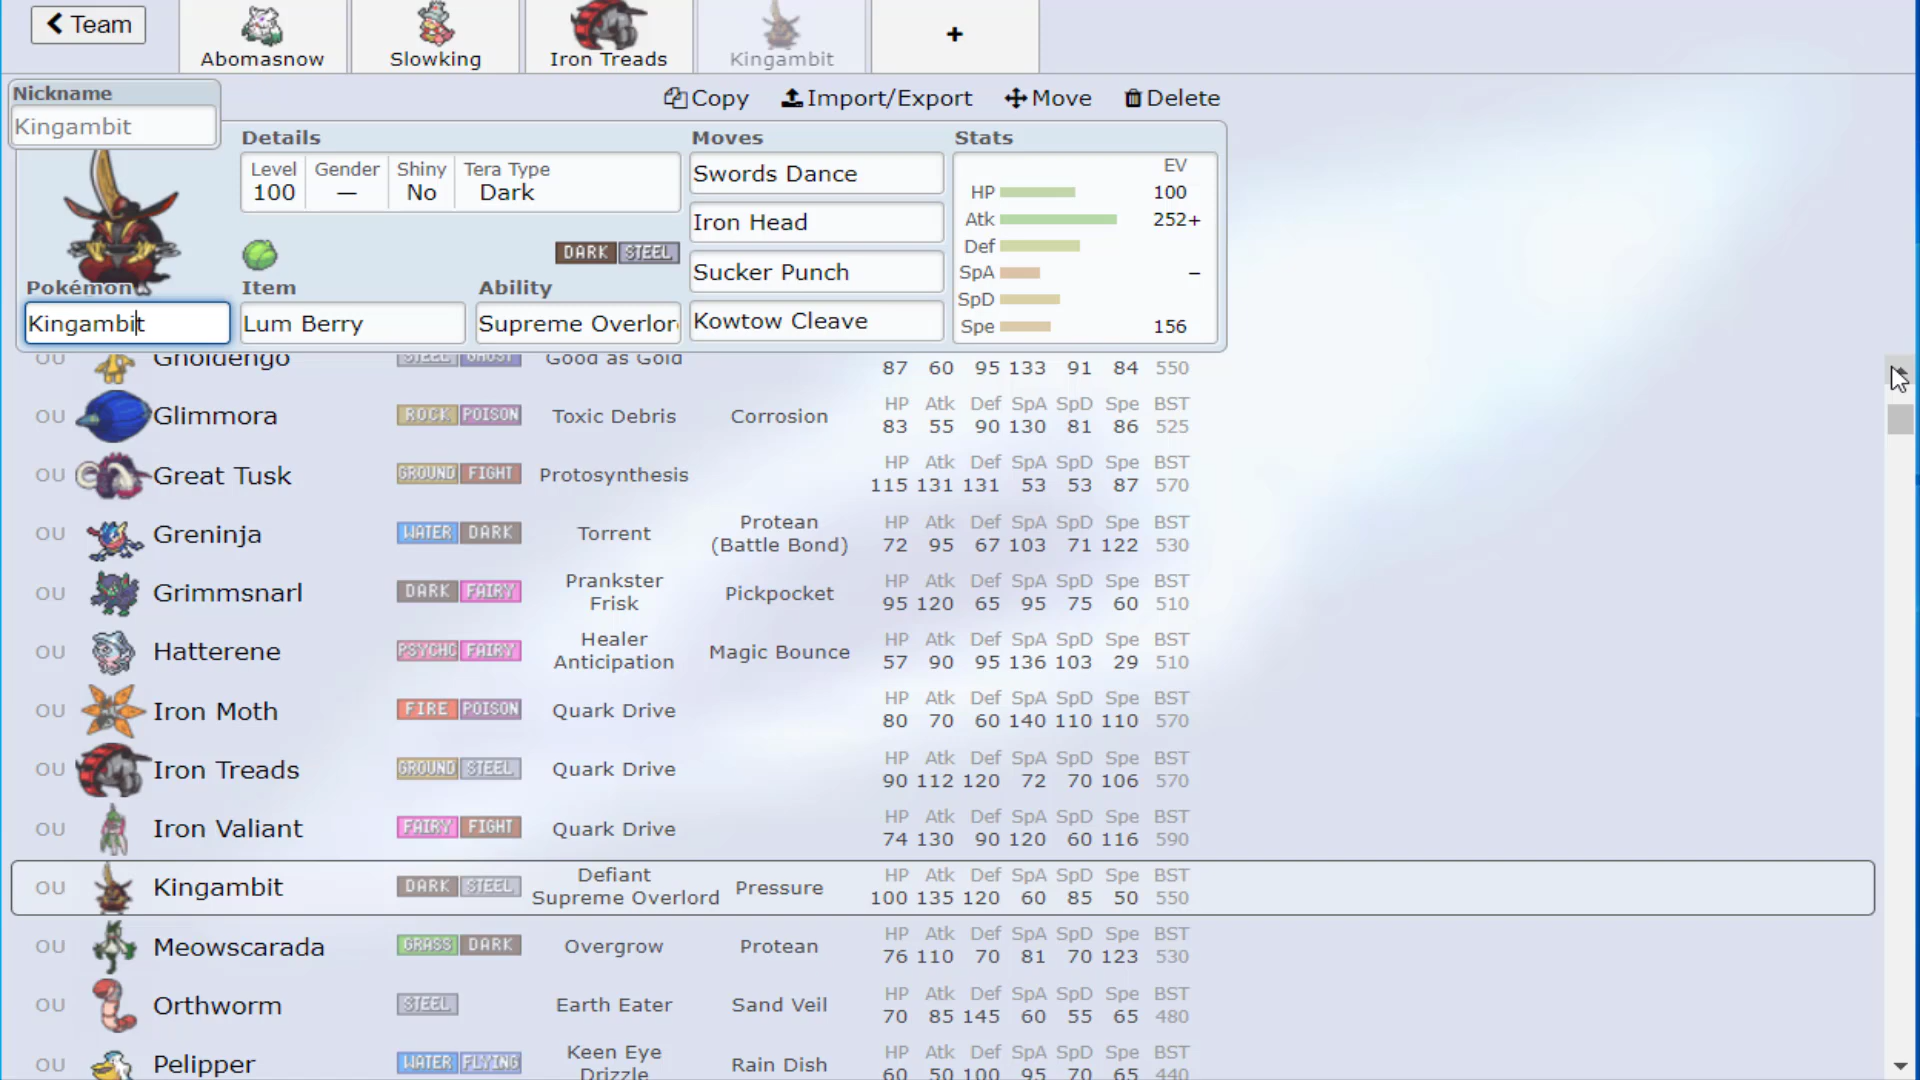 Team
Abomasnow
Slowking
Iron Treads
Kingambit
+
Nickname
Kingambit
Copy
Import/Export
Move
Delete
Details
Level
100
Gender
—
Shiny
No
Tera Type
Dark
DARK STEEL
Pokémon
Kingambit
Item
Lum Berry
Ability
Supreme Overlor
Moves
Swords Dance
Iron Head
Sucker Punch
Kowtow Cleave
Stats
EV
HP 100
Atk 252+
Def
SpA –
SpD
Spe 156
OU Gholdengo STEEL GHOST Good as Gold
87 60 95 133 91 84 550
HP Atk Def SpA SpD Spe BST
OU Glimmora ROCK POISON Toxic Debris Corrosion
83 55 90 130 81 86 525
HP Atk Def SpA SpD Spe BST
OU Great Tusk GROUND FIGHT Protosynthesis
115 131 131 53 53 87 570
HP Atk Def SpA SpD Spe BST
OU Greninja WATER DARK Torrent Protean
(Battle Bond)
72 95 67 103 71 122 530
HP Atk Def SpA SpD Spe BST
OU Grimmsnarl DARK FAIRY Prankster
Frisk
Pickpocket
95 120 65 95 75 60 510
HP Atk Def SpA SpD Spe BST
OU Hatterene PSYCHC FAIRY Healer
Anticipation
Magic Bounce
57 90 95 136 103 29 510
HP Atk Def SpA SpD Spe BST
OU Iron Moth FIRE POISON Quark Drive
80 70 60 140 110 110 570
HP Atk Def SpA SpD Spe BST
OU Iron Treads GROUND STEEL Quark Drive
90 112 120 72 70 106 570
HP Atk Def SpA SpD Spe BST
OU Iron Valiant FAIRY FIGHT Quark Drive
74 130 90 120 60 116 590
HP Atk Def SpA SpD Spe BST
OU Kingambit DARK STEEL Defiant
Supreme Overlord
Pressure
100 135 120 60 85 50 550
HP Atk Def SpA SpD Spe BST
OU Meowscarada GRASS DARK Overgrow Protean
76 110 70 81 70 123 530
HP Atk Def SpA SpD Spe BST
OU Orthworm STEEL Earth Eater Sand Veil
70 85 145 60 55 65 480
HP Atk Def SpA SpD Spe BST
OU Pelipper WATER FLYING Keen Eye
Drizzle
Rain Dish
60 50 100 95 70 65 440